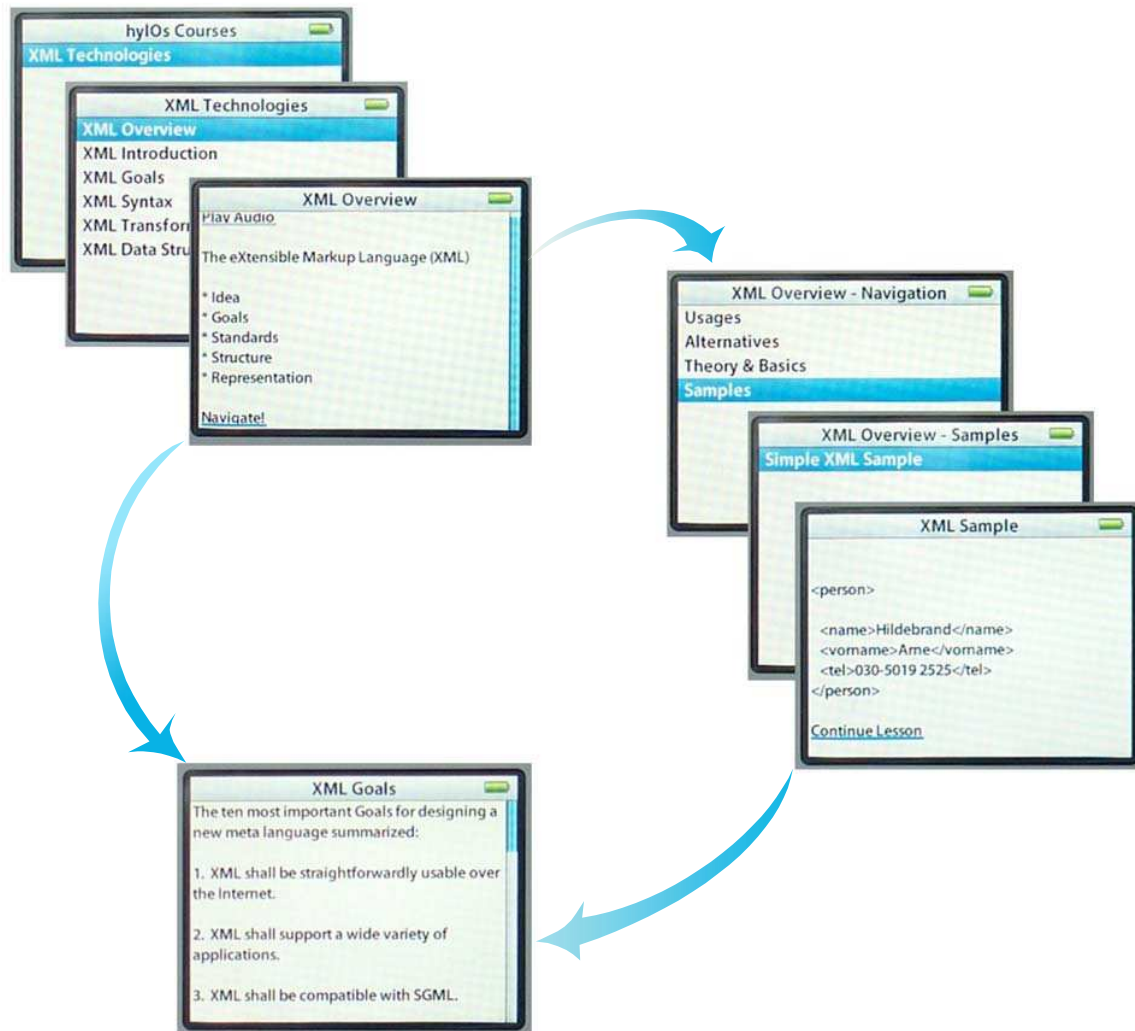 hylOs Courses
XML Technologies
XML Technologies
XML Overview
XML Introduction
XML Goals
XML Syntax
XML Transfor
XML Data Stru
XML Overview
Play Audio
The eXtensible Markup Language (XML)
* Idea
* Goals
* Standards
* Structure
* Representation
Navigate!
XML Overview - Navigation
Usages
Alternatives
Theory & Basics
Samples
XML Overview - Samples
Simple XML Sample
XML Sample
<person>
<name>Hildebrand</name>
<vorname>Arne</vorname>
<tel>030-5019 2525</tel>
</person>
Continue Lesson
XML Goals
The ten most important Goals for designing a
new meta language summarized:
1. XML shall be straightforwardly usable over
the Internet.
2. XML shall support a wide variety of
applications.
3. XML shall be compatible with SGML.